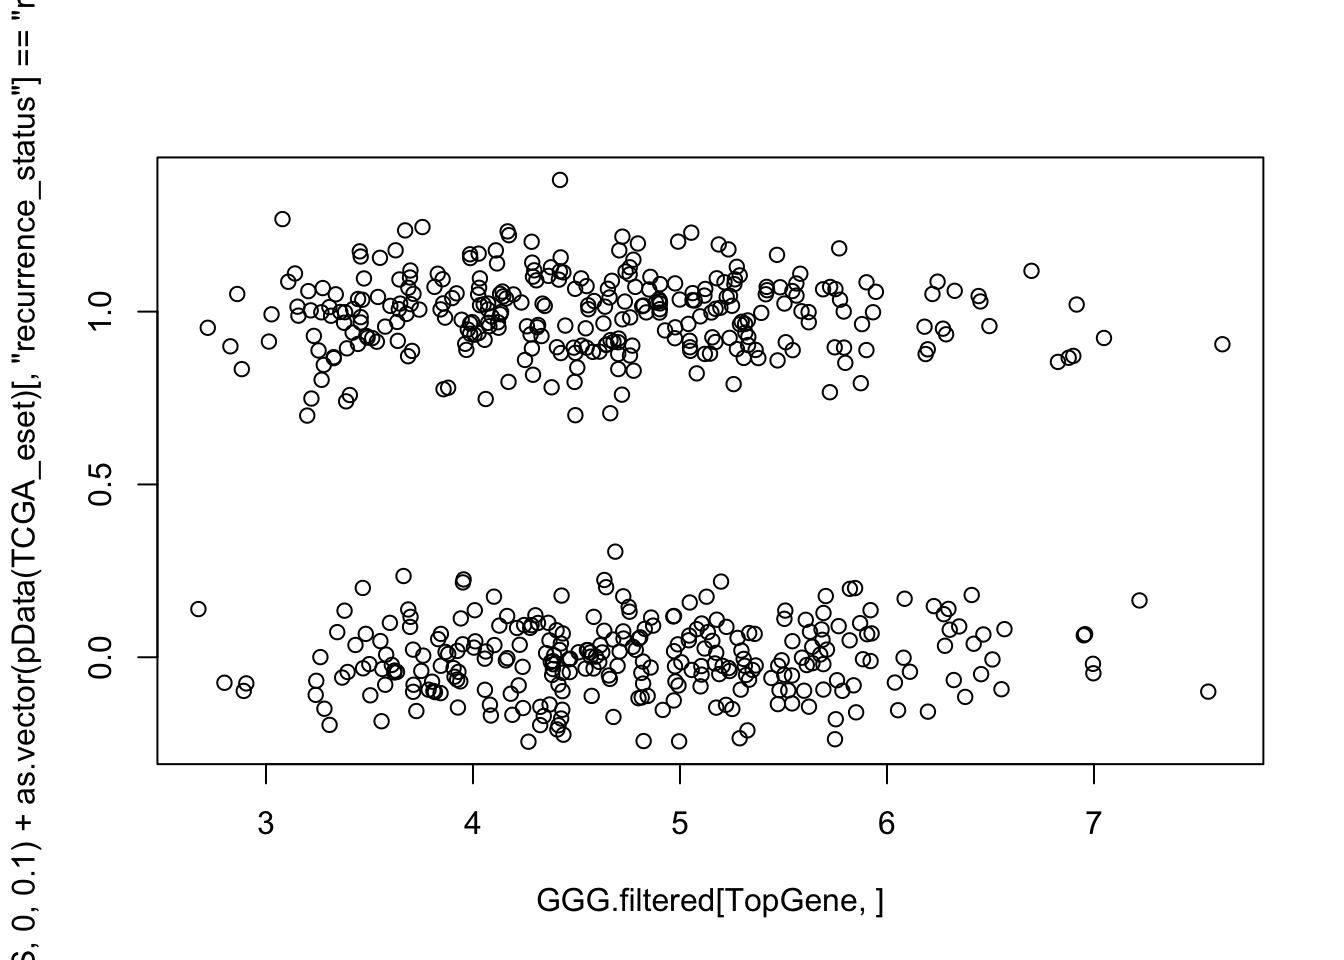 S, 0, 0.1) + as.vector(pData(TCGA_eset)[, "recurrence_status"] == "r
1.0
0.5
0.0
3 4 5 6 7
GGG.filtered[TopGene, ]